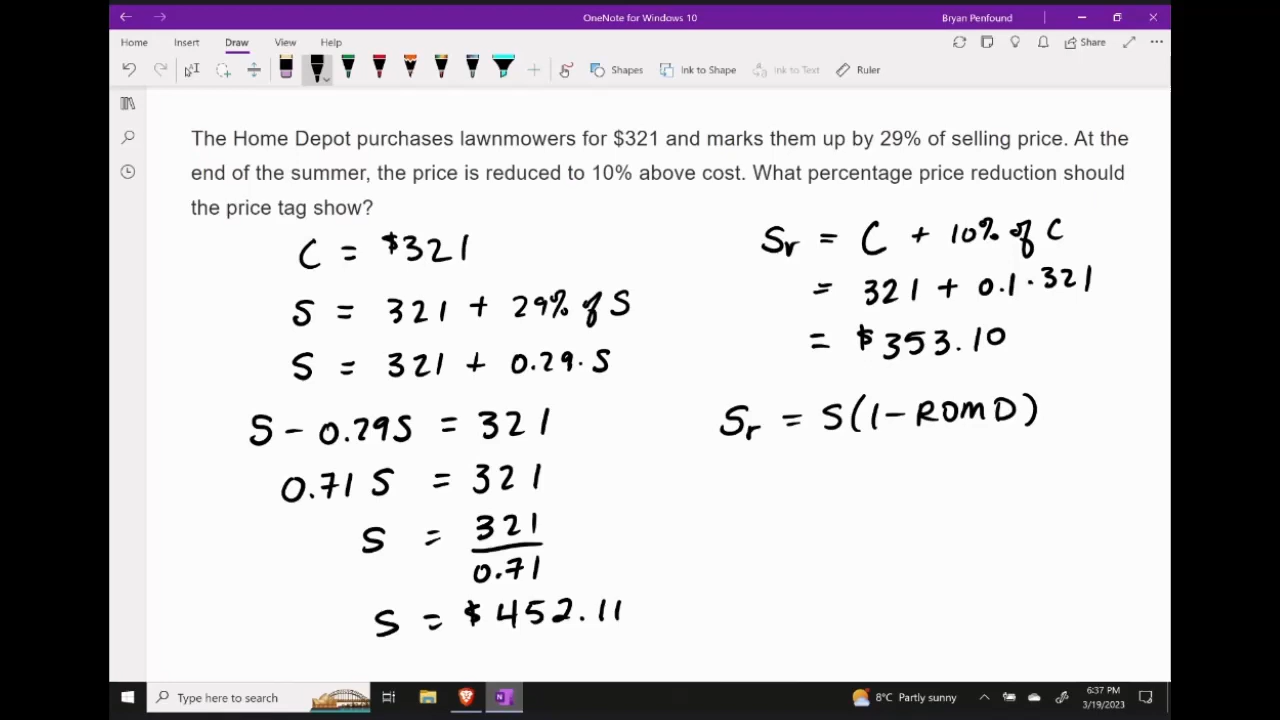 OneNote for Windows 10
Bryan Penfound
Home Insert Draw View Help
Share
Shapes Ink to Shape Ink to Text Ruler
The Home Depot purchases lawnmowers for $321 and marks them up by 29% of selling price. At the
end of the summer, the price is reduced to 10% above cost. What percentage price reduction should
the price tag show?
C = $321
S = 321 + 29% of S
S = 321 + 0.29·S
S - 0.29S = 321
0.71 S = 321
S = 321/0.71
S = $452.11
Sr = C + 10% of C
= 321 + 0.1·321
= $353.10
Sr = S(1-ROMD)
Type here to search
8°C Partly sunny
6:37 PM
3/19/2023